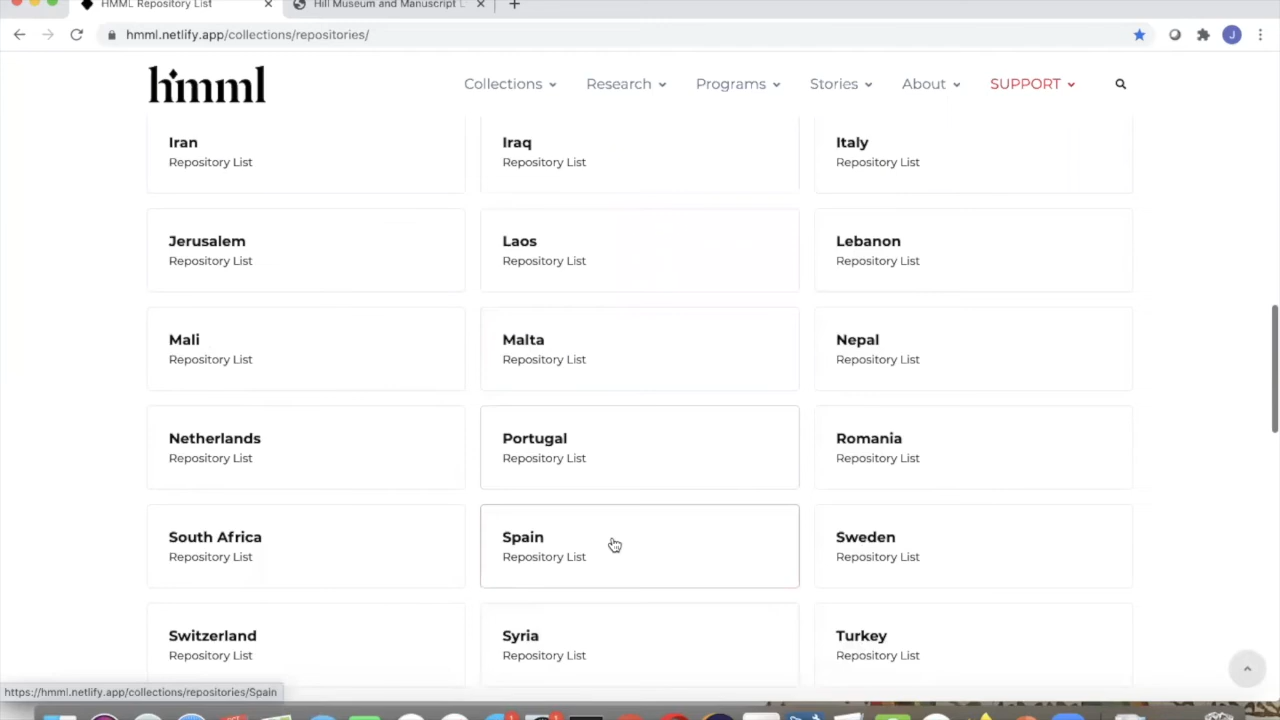 HMML Repository List
Hill Museum and Manuscript L
hmml.netlify.app/collections/repositories/
J
hmml
Collections
Research
Programs
Stories
About
SUPPORT
Iran
Repository List
Iraq
Repository List
Italy
Repository List
Jerusalem
Repository List
Laos
Repository List
Lebanon
Repository List
Mali
Repository List
Malta
Repository List
Nepal
Repository List
Netherlands
Repository List
Portugal
Repository List
Romania
Repository List
South Africa
Repository List
Spain
Repository List
Sweden
Repository List
Switzerland
Repository List
Syria
Repository List
Turkey
Repository List
https://hmml.netlify.app/collections/repositories/Spain